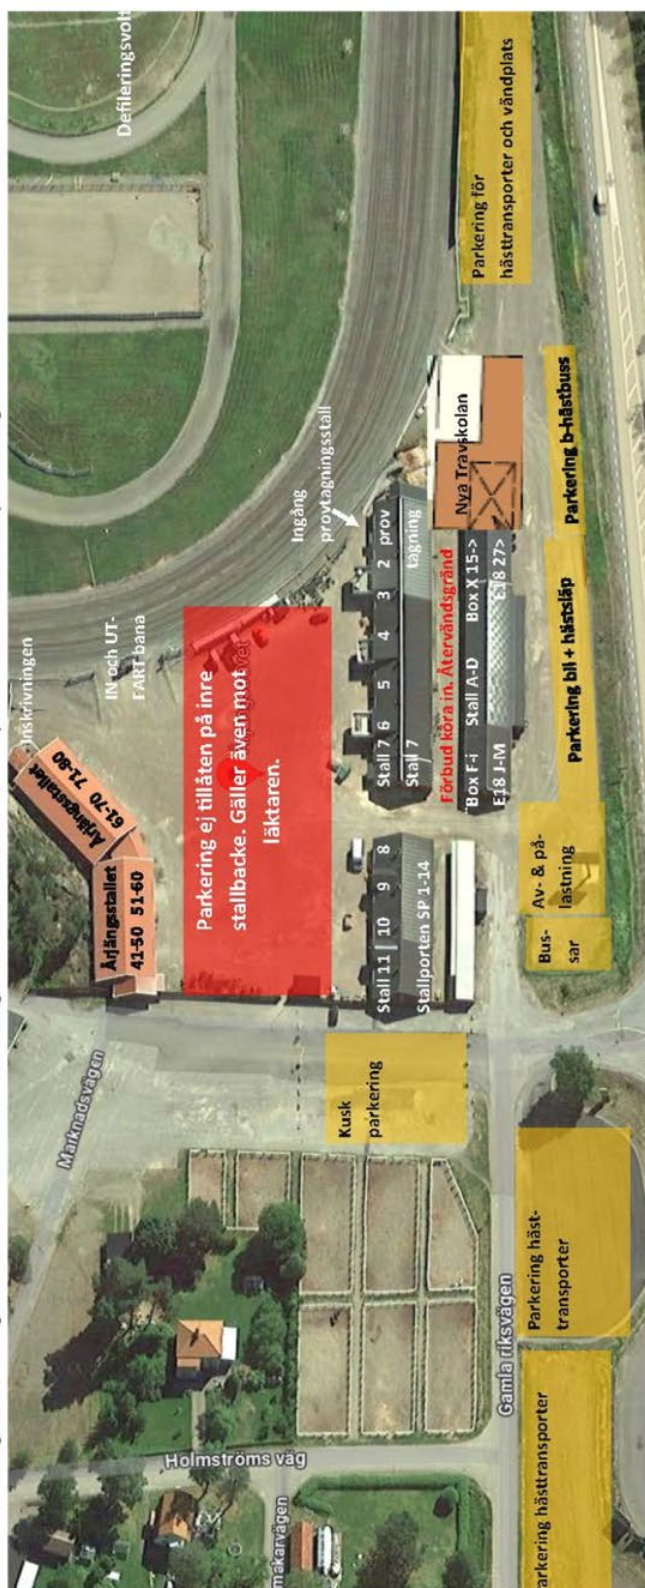 Inskrivningen
Defileringsvolt
Årjängsstallet
61-70 71-80
Årjängsstallet
41-50 51-60
IN och UT-
FART bana
Marknadsvägen
Parkering ej tillåten på inre
stallbacke. Gäller även mot
läktaren.
Ingång
provtagningsstall
Stall 11 10 9 8
Stallporten SP 1-14
Stall 7 6 5 4 3 2 prov
Stall 7 tagning
Förbud köra in. Återvändsgränd
Box F-i Stall A-D Box X 15->
E18 J-M E18 27>
Nya Travskolan
Parkering för
hästtransporter och vändplats
Kusk
parkering
Holmströms väg
Gamla riksvägen
Bus-
sar
Av- & på-
lastning
Parkering bil + hästsläp
Parkering b-hästbuss
Parkering häst-
transporter
arkering hästtransporter
makarvägen